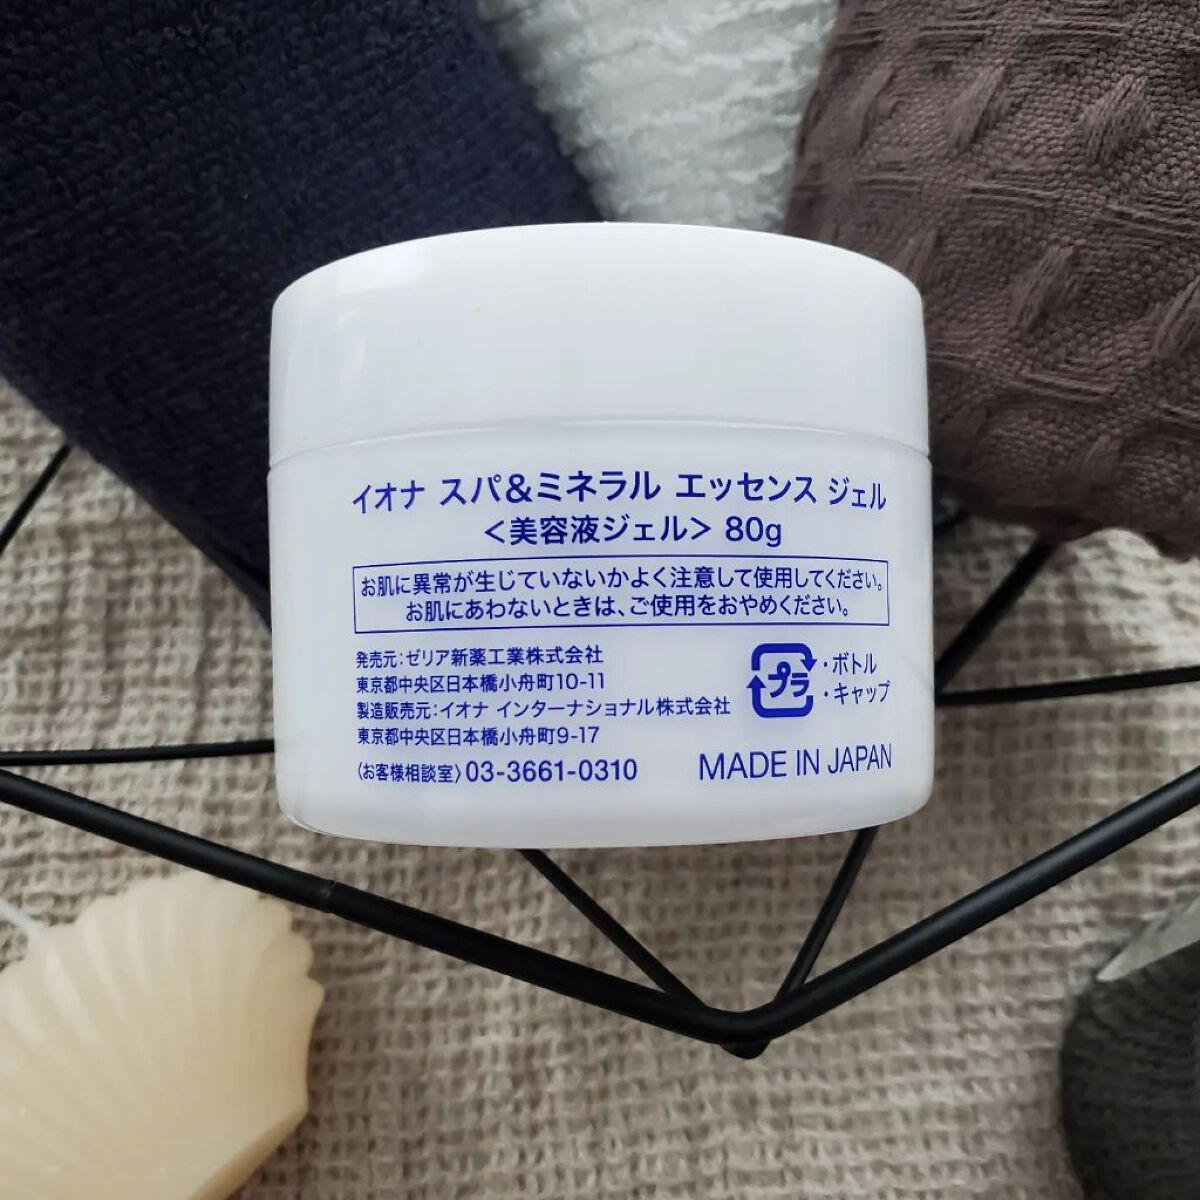 イオナ スパ&ミネラル エッセンス ジェル
<美容液ジェル> 80g
お肌に異常が生じていないかよく注意して使用してください。
お肌にあわないときは、ご使用をおやめください。
発売元:ゼリア新薬工業株式会社
東京都中央区日本橋小舟町10-11
製造販売元:イオナ インターナショナル株式会社
東京都中央区日本橋小舟町9-17
〈お客様相談室〉03-3661-0310
プラ
・ボトル
・キャップ
MADE IN JAPAN